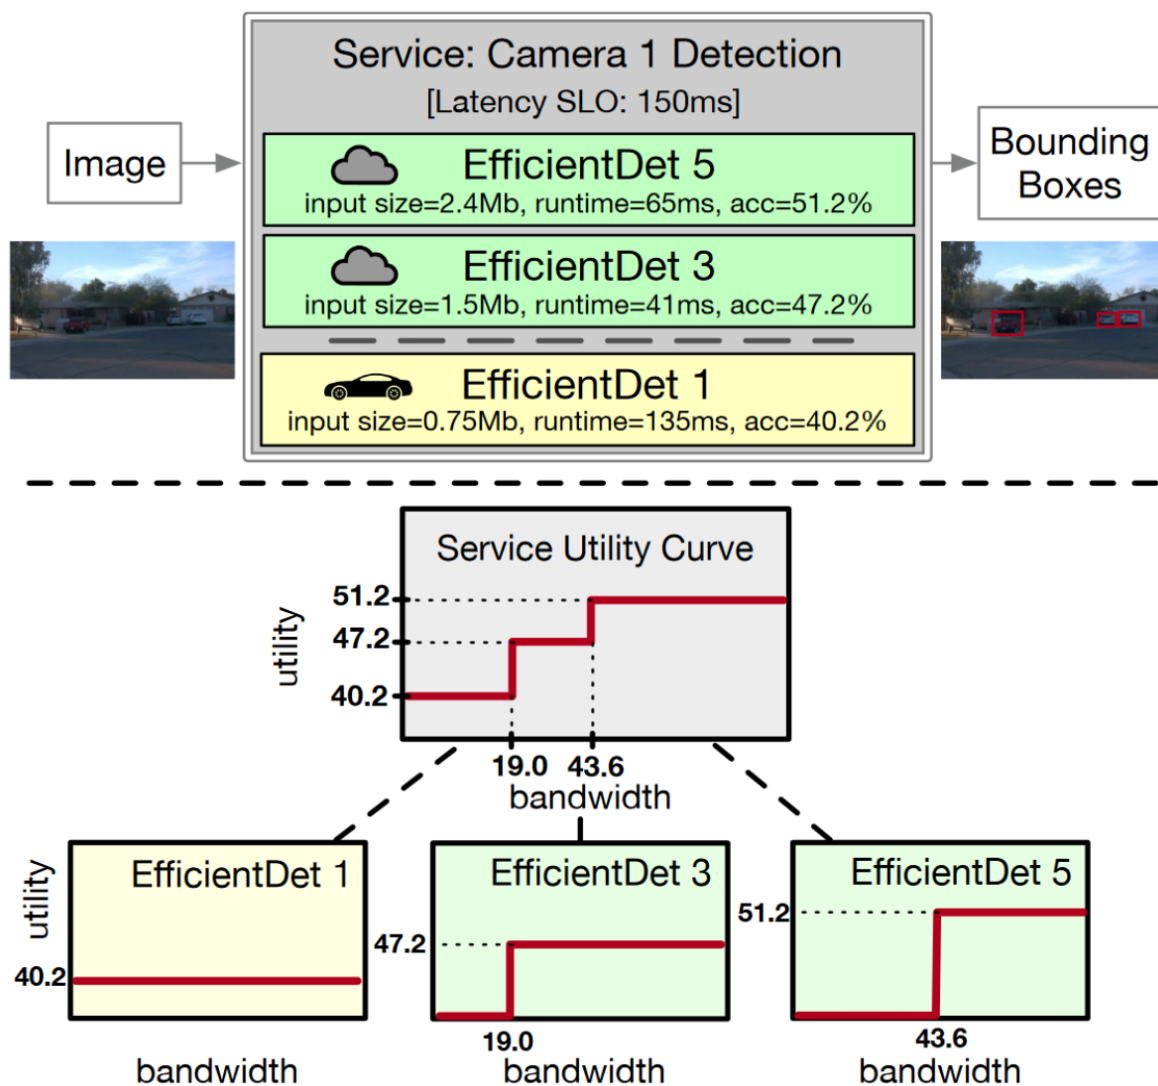 Service: Camera 1 Detection
[Latency SLO: 150ms]
Image
EfficientDet 5
input size=2.4Mb, runtime=65ms, acc=51.2%
Bounding
Boxes
EfficientDet 3
input size=1.5Mb, runtime=41ms, acc=47.2%
EfficientDet 1
input size=0.75Mb, runtime=135ms, acc=40.2%
Service Utility Curve
utility
51.2
47.2
40.2
19.0 43.6
bandwidth
EfficientDet 1
utility
40.2
bandwidth
EfficientDet 3
47.2
19.0
bandwidth
EfficientDet 5
51.2
43.6
bandwidth